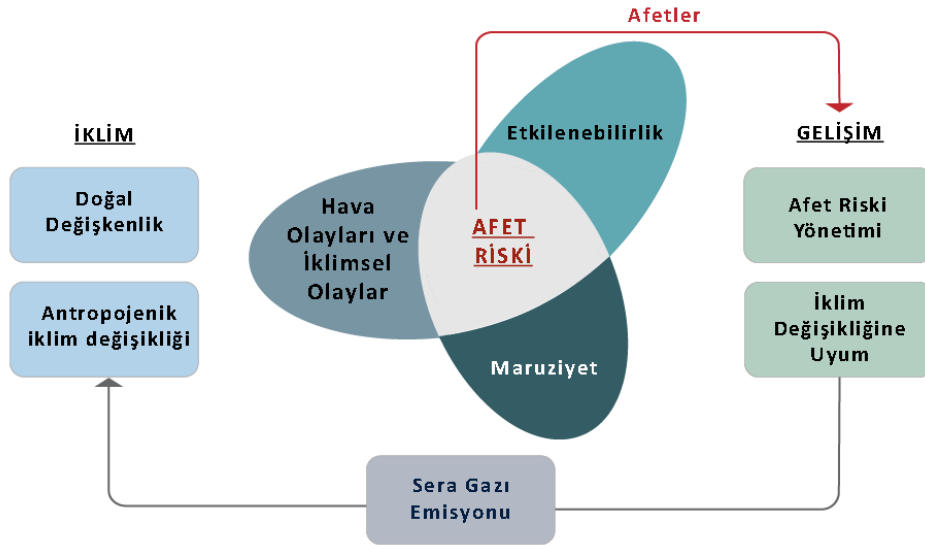 Afetler
İKLİM
Doğal
Değişkenlik
Antropojenik
iklim değişikliği
Hava
Olayları ve
İklimsel
Olaylar
Etkilenebilirlik
AFET
RİSKİ
Maruziyet
GELİŞİM
Afet Riski
Yönetimi
İklim
Değişikliğine
Uyum
Sera Gazı
Emisyonu